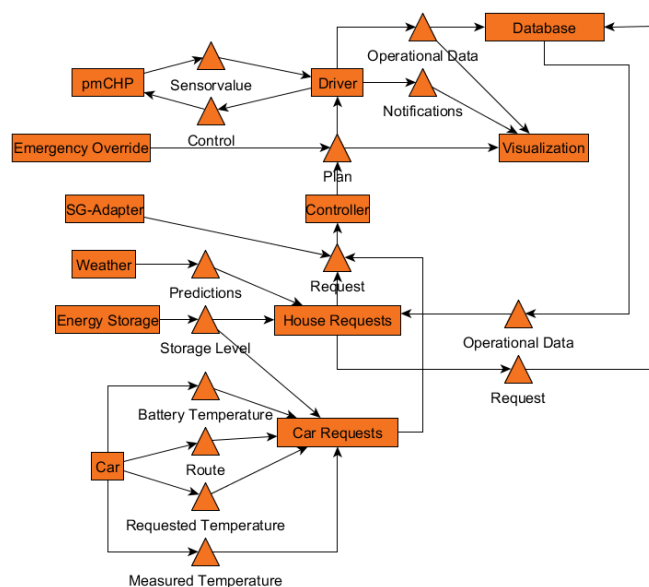 Database
Operational Data
pmCHP
Sensorvalue
Driver
Notifications
Control
Emergency Override
Visualization
Plan
SG-Adapter
Controller
Weather
Request
Predictions
Energy Storage
House Requests
Storage Level
Operational Data
Request
Battery Temperature
Car Requests
Car
Route
Requested Temperature
Measured Temperature